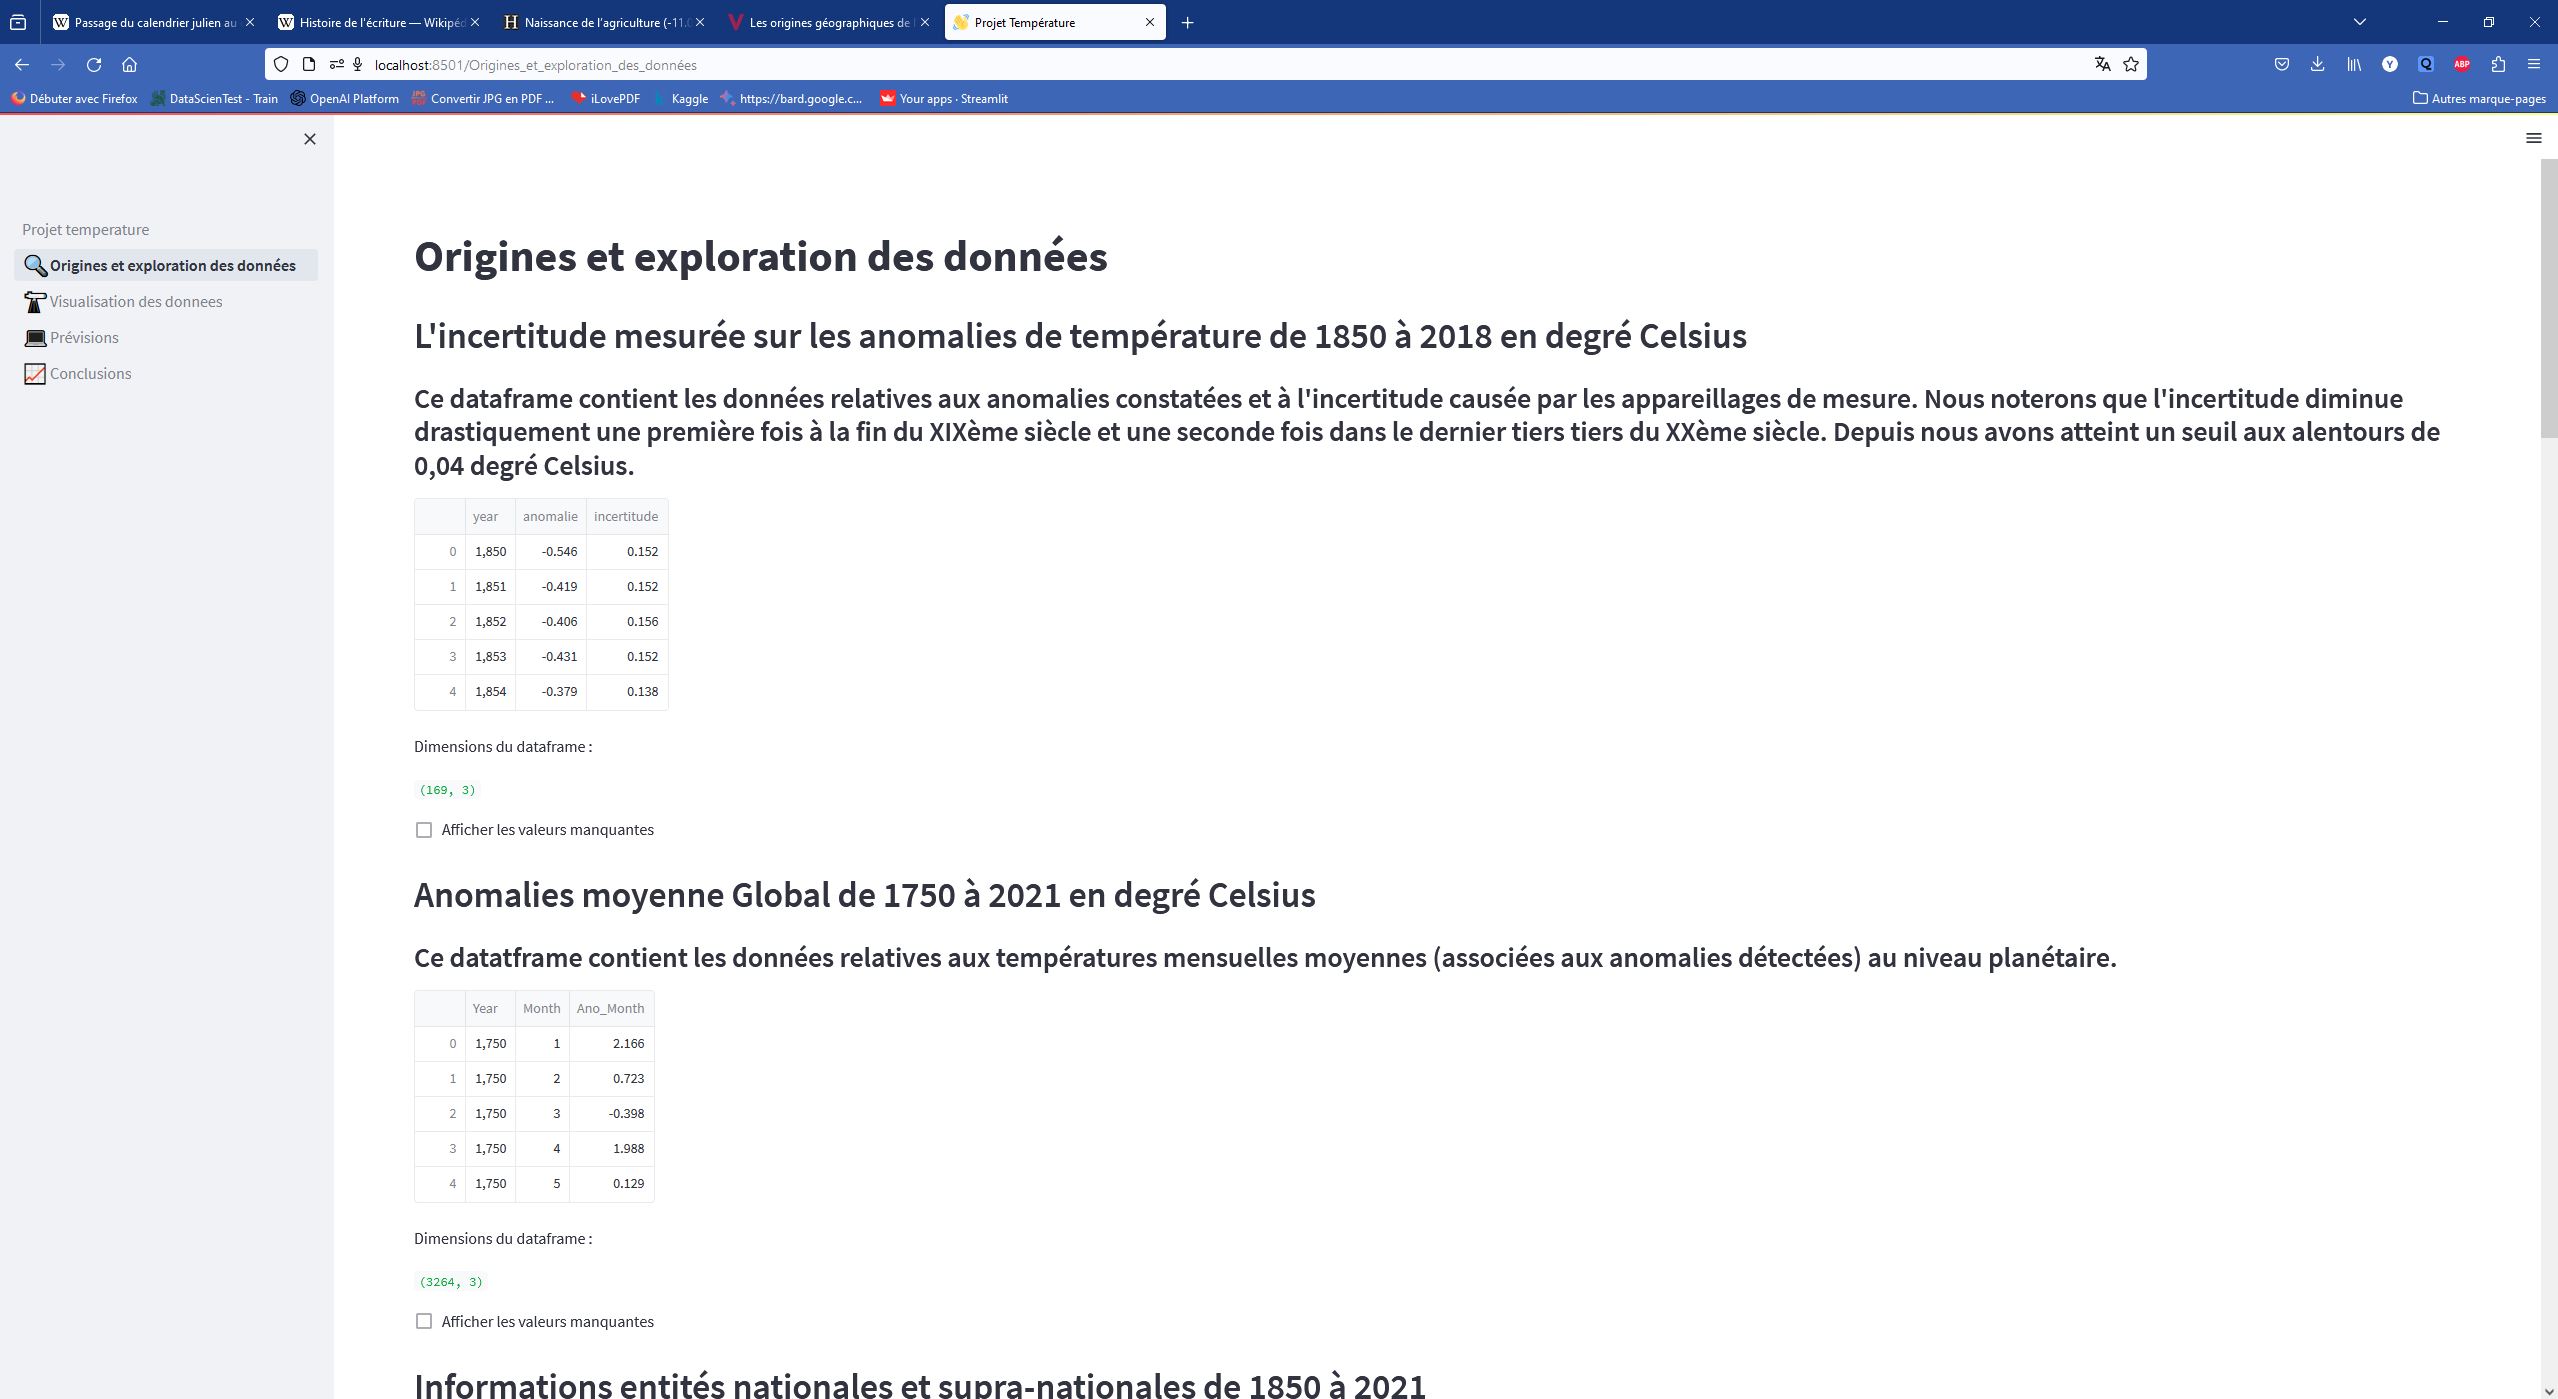 Passage du calendrier julien au
Histoire de l'écriture — Wikipéd
Naissance de l'agriculture (-11.0
Les origines géographiques de l
Projet Température
localhost:8501/Origines_et_exploration_des_données
Débuter avec Firefox
DataScienTest - Train
OpenAI Platform
Convertir JPG en PDF ...
iLovePDF
Kaggle
https://bard.google.c...
Your apps · Streamlit
Autres marque-pages
Projet temperature
Origines et exploration des données
Visualisation des donnees
Prévisions
Conclusions
Origines et exploration des données
L'incertitude mesurée sur les anomalies de température de 1850 à 2018 en degré Celsius
Ce dataframe contient les données relatives aux anomalies constatées et à l'incertitude causée par les appareillages de mesure. Nous noterons que l'incertitude diminue
drastiquement une première fois à la fin du XIXème siècle et une seconde fois dans le dernier tiers tiers du XXème siècle. Depuis nous avons atteint un seuil aux alentours de
0,04 degré Celsius.
year anomalie incertitude
0 1,850 -0.546 0.152
1 1,851 -0.419 0.152
2 1,852 -0.406 0.156
3 1,853 -0.431 0.152
4 1,854 -0.379 0.138
Dimensions du dataframe :
(169, 3)
Afficher les valeurs manquantes
Anomalies moyenne Global de 1750 à 2021 en degré Celsius
Ce datatframe contient les données relatives aux températures mensuelles moyennes (associées aux anomalies détectées) au niveau planétaire.
Year Month Ano_Month
0 1,750 1 2.166
1 1,750 2 0.723
2 1,750 3 -0.398
3 1,750 4 1.988
4 1,750 5 0.129
Dimensions du dataframe :
(3264, 3)
Afficher les valeurs manquantes
Informations entités nationales et supra-nationales de 1850 à 2021